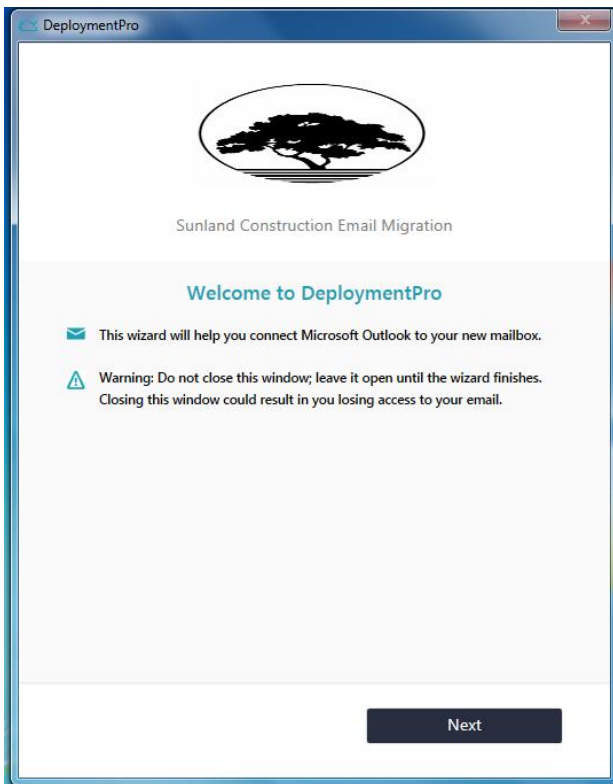 DeploymentPro
Sunland Construction Email Migration
Welcome to DeploymentPro
This wizard will help you connect Microsoft Outlook to your new mailbox.
Warning: Do not close this window; leave it open until the wizard finishes.
Closing this window could result in you losing access to your email.
Next